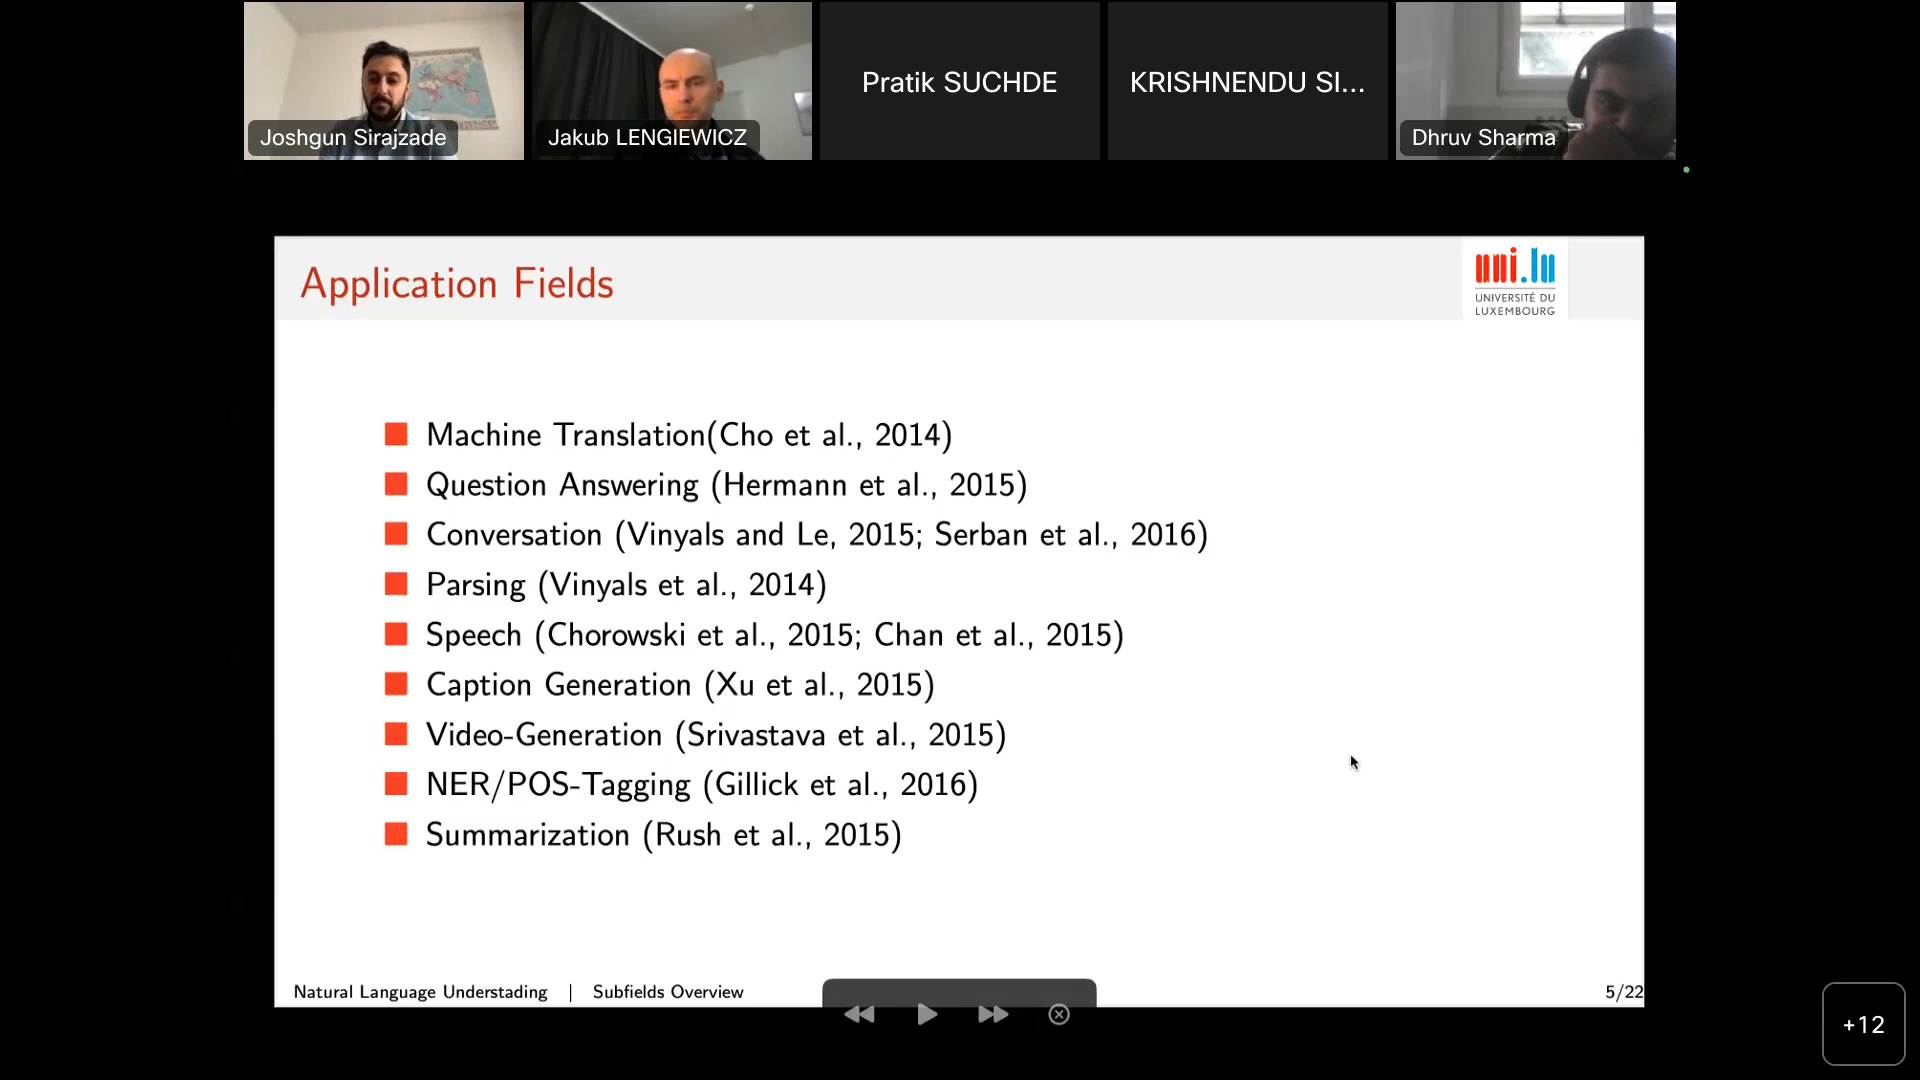 Joshgun Sirajzade
Jakub LENGIEWICZ
Pratik SUCHDE
KRISHNENDU SI...
Dhruv Sharma
Application Fields
uni.lu
UNIVERSITÉ DU
LUXEMBOURG
Machine Translation(Cho et al., 2014)
Question Answering (Hermann et al., 2015)
Conversation (Vinyals and Le, 2015; Serban et al., 2016)
Parsing (Vinyals et al., 2014)
Speech (Chorowski et al., 2015; Chan et al., 2015)
Caption Generation (Xu et al., 2015)
Video-Generation (Srivastava et al., 2015)
NER/POS-Tagging (Gillick et al., 2016)
Summarization (Rush et al., 2015)
Natural Language Understading | Subfields Overview
5/22
+12